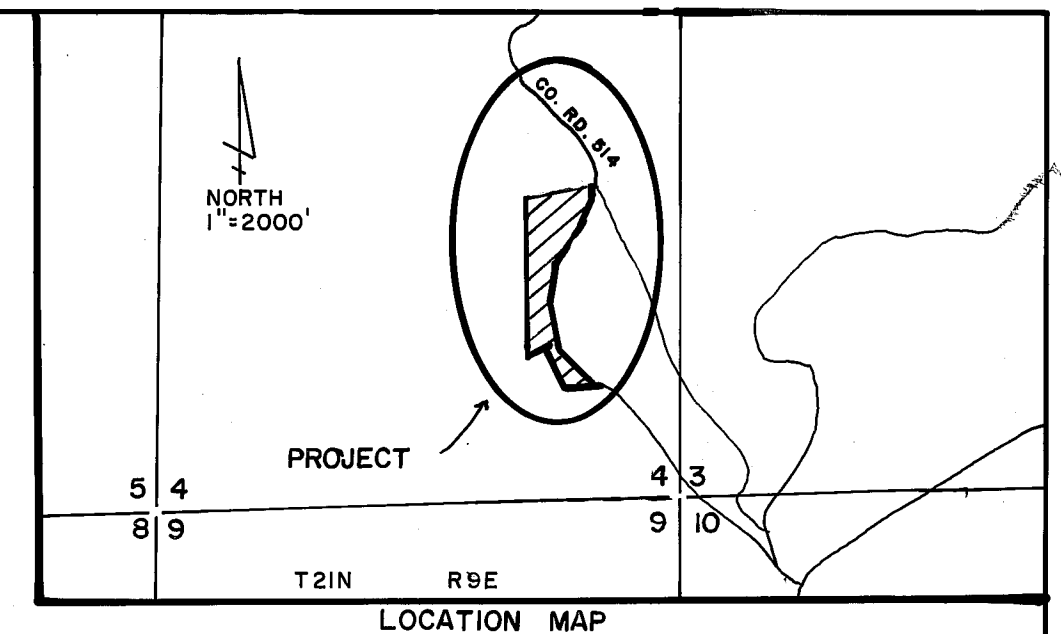 CO. RD. 514
NORTH
1"=2000'
PROJECT
5 4
4 3
8 9
9 10
T21N R9E
LOCATION MAP